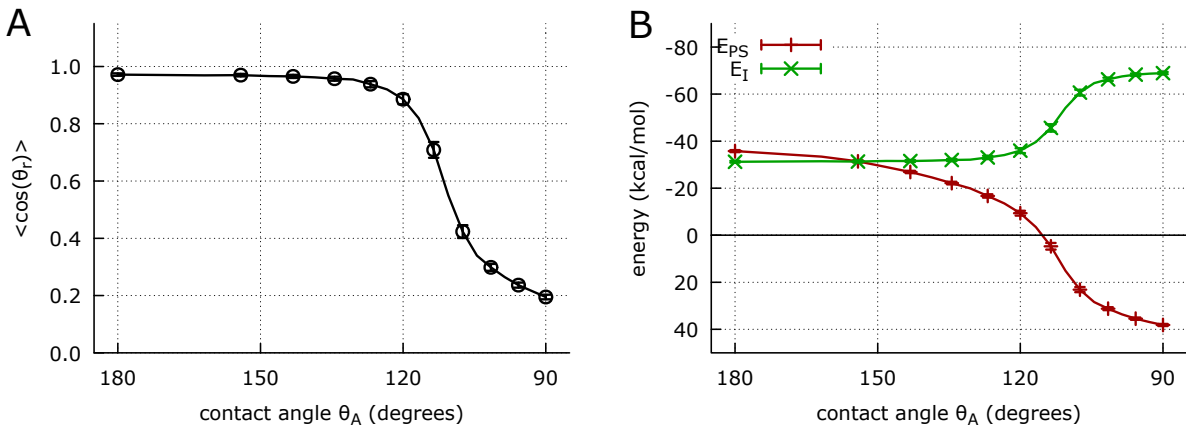 A
<cos(θr)>
1.0
0.8
0.6
0.4
0.2
0.0
180 150 120 90
contact angle θA (degrees)
B
EPS
EI
energy (kcal/mol)
-80
-60
-40
-20
0
20
40
180 150 120 90
contact angle θA (degrees)